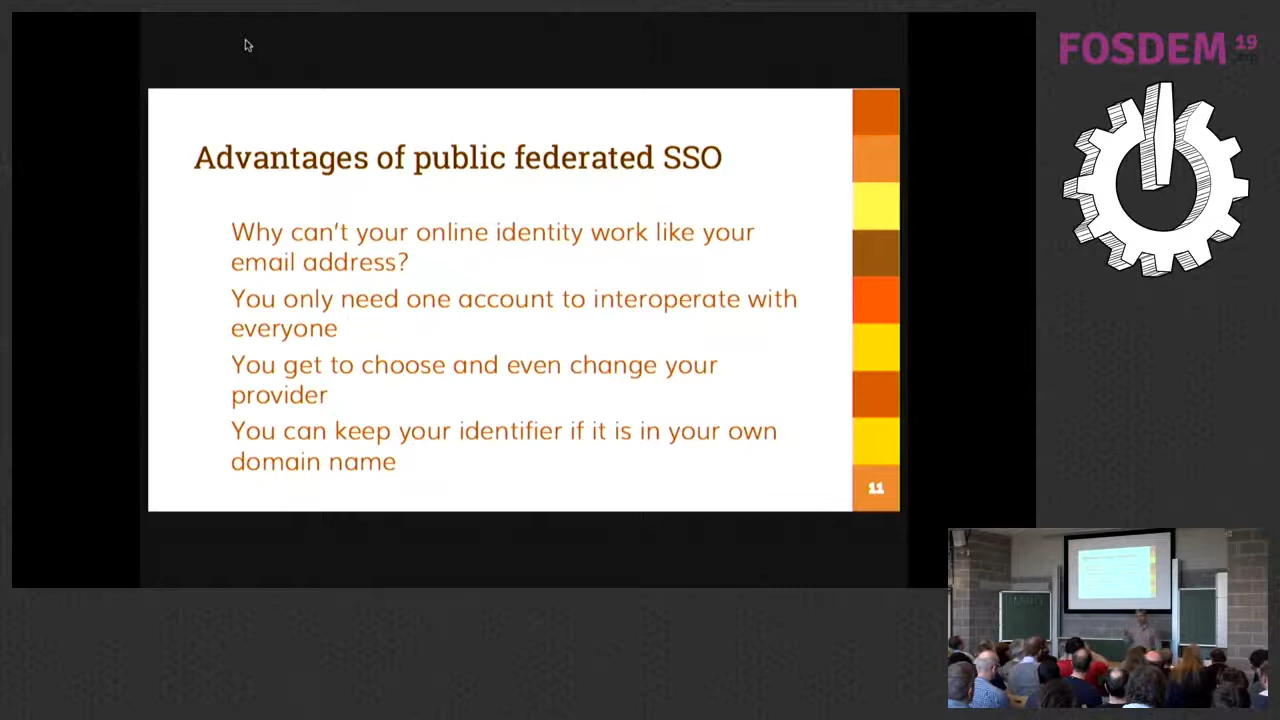 FOSDEM 19
.org
Advantages of public federated SSO
Why can't your online identity work like your
email address?
You only need one account to interoperate with
everyone
You get to choose and even change your
provider
You can keep your identifier if it is in your own
domain name
11